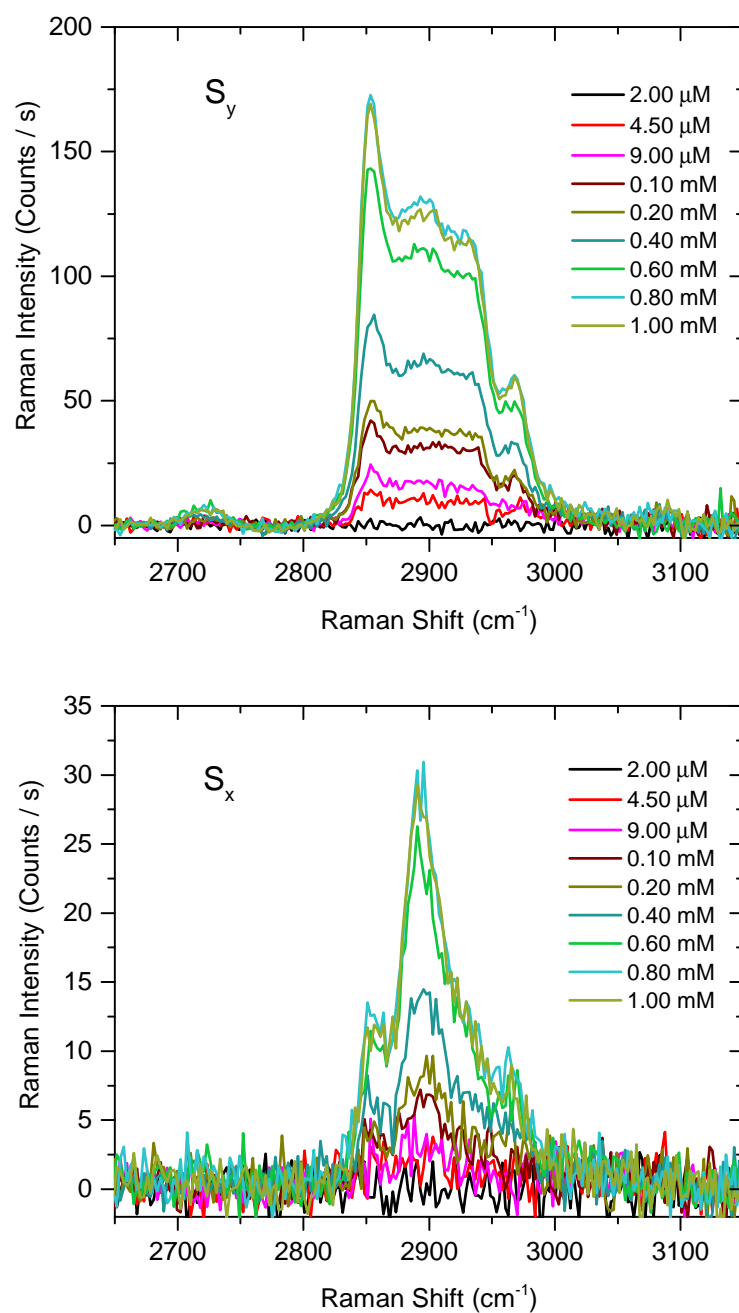 200
150
100
50
0
Raman Intensity (Counts / s)
S_y
2.00 μM
4.50 μM
9.00 μM
0.10 mM
0.20 mM
0.40 mM
0.60 mM
0.80 mM
1.00 mM
2700 2800 2900 3000 3100
Raman Shift (cm⁻¹)
35
30
25
20
15
10
5
0
Raman Intensity (Counts / s)
S_x
2.00 μM
4.50 μM
9.00 μM
0.10 mM
0.20 mM
0.40 mM
0.60 mM
0.80 mM
1.00 mM
2700 2800 2900 3000 3100
Raman Shift (cm⁻¹)